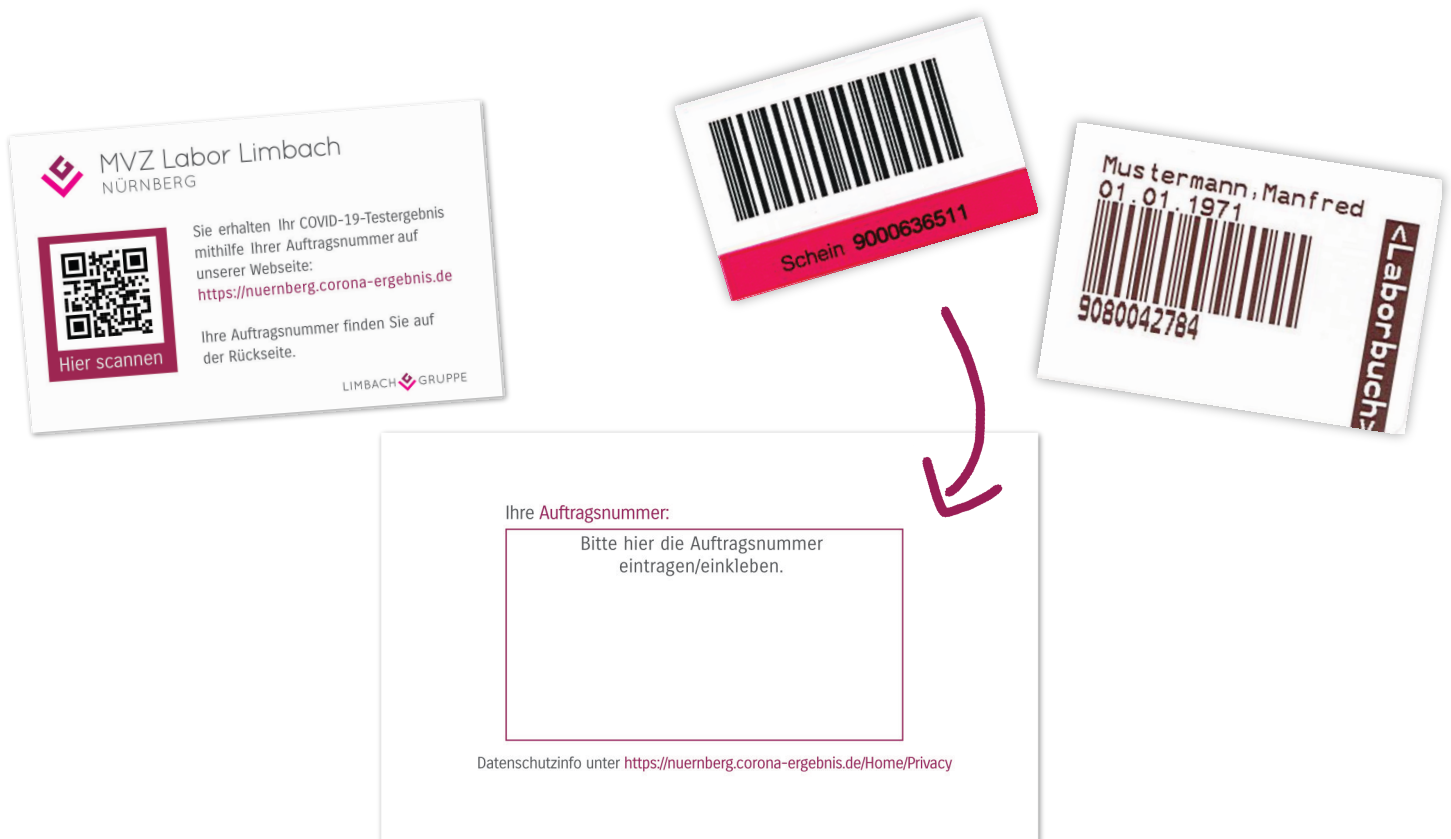 MVZ Labor Limbach
NÜRNBERG
Sie erhalten Ihr COVID-19-Testergebnis
mithilfe Ihrer Auftragsnummer auf
unserer Webseite:
https://nuernberg.corona-ergebnis.de
Ihre Auftragsnummer finden Sie auf
der Rückseite.
Hier scannen
LIMBACH GRUPPE
Schein 9000636511
Mustermann,Manfred
01.01.1971
9080042784
<Laborbuch>
Ihre Auftragsnummer:
Bitte hier die Auftragsnummer
eintragen/einkleben.
Datenschutzinfo unter https://nuernberg.corona-ergebnis.de/Home/Privacy